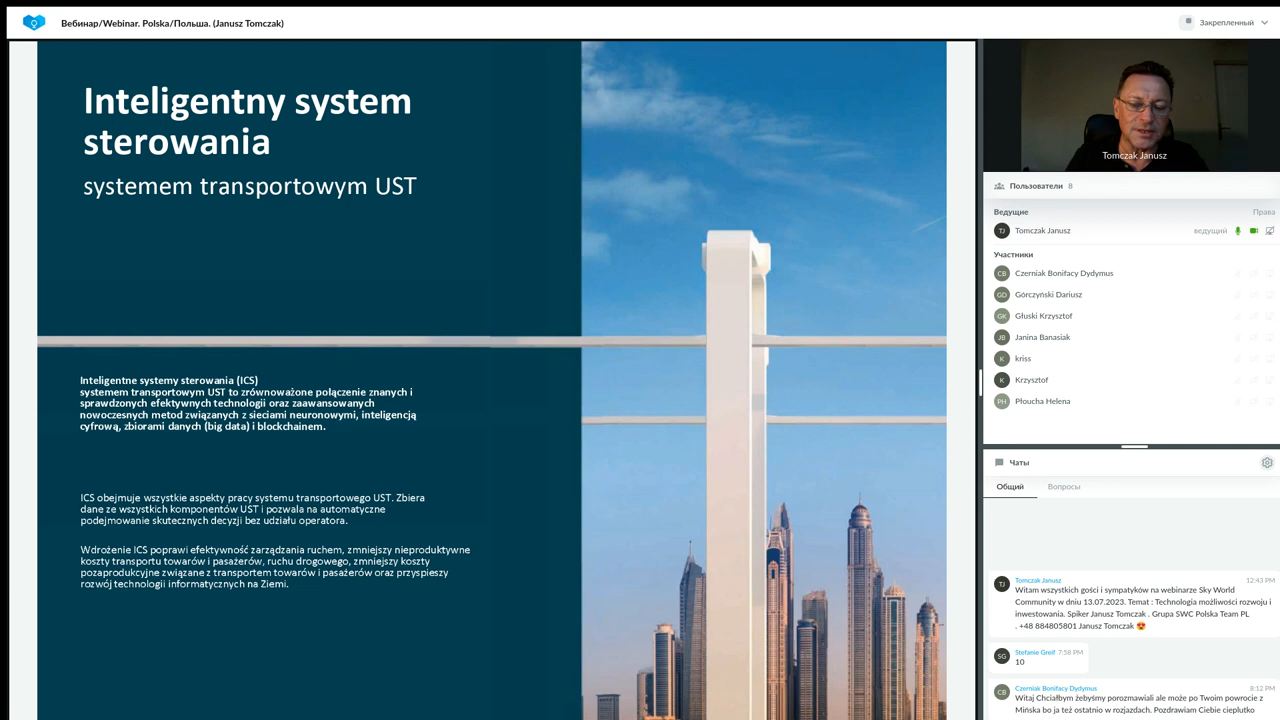 Вебинар/Webinar. Polska/Польша. (Janusz Tomczak)
Закрепленный
Inteligentny system
sterowania
systemem transportowym UST
Inteligentne systemy sterowania (ICS)
systemem transportowym UST to zrównoważone połączenie znanych i
sprawdzonych efektywnych technologii oraz zaawansowanych
nowoczesnych metod związanych z sieciami neuronowymi, inteligencją
cyfrową, zbiorami danych (big data) i blockchainem.
ICS obejmuje wszystkie aspekty pracy systemu transportowego UST. Zbiera
dane ze wszystkich komponentów UST i pozwala na automatyczne
podejmowanie skutecznych decyzji bez udziału operatora.
Wdrożenie ICS poprawi efektywność zarządzania ruchem, zmniejszy nieproduktywne
koszty transportu towarów i pasażerów, ruchu drogowego, zmniejszy koszty
pozaprodukcyjne związane z transportem towarów i pasażerów oraz przyspieszy
rozwój technologii informatycznych na Ziemi.
Tomczak Janusz
Пользователи 8
Ведущие Права
TJ Tomczak Janusz ведущий
Участники
CB Czerniak Bonifacy Dydymus
GD Górczyński Dariusz
GK Głuski Krzysztof
JB Janina Banasiak
K kriss
K Krzysztof
PH Płoucha Helena
Чаты
Общий Вопросы
TJ Tomczak Janusz 12:43 PM
Witam wszystkich gości i sympatyków na webinarze Sky World
Community w dniu 13.07.2023. Temat : Technologia możliwości rozwoju i
inwestowania. Spiker Janusz Tomczak . Grupa SWC Polska Team PL
. +48 884805801 Janusz Tomczak 😍
SG Stefanie Greif 7:58 PM
10
CB Czerniak Bonifacy Dydymus 8:12 PM
Witaj Chciałbym żebyśmy porozmawiali ale może po Twoim powrocie z
Mińska bo ja też ostatnio w rozjazdach. Pozdrawiam Ciebie cieplutko